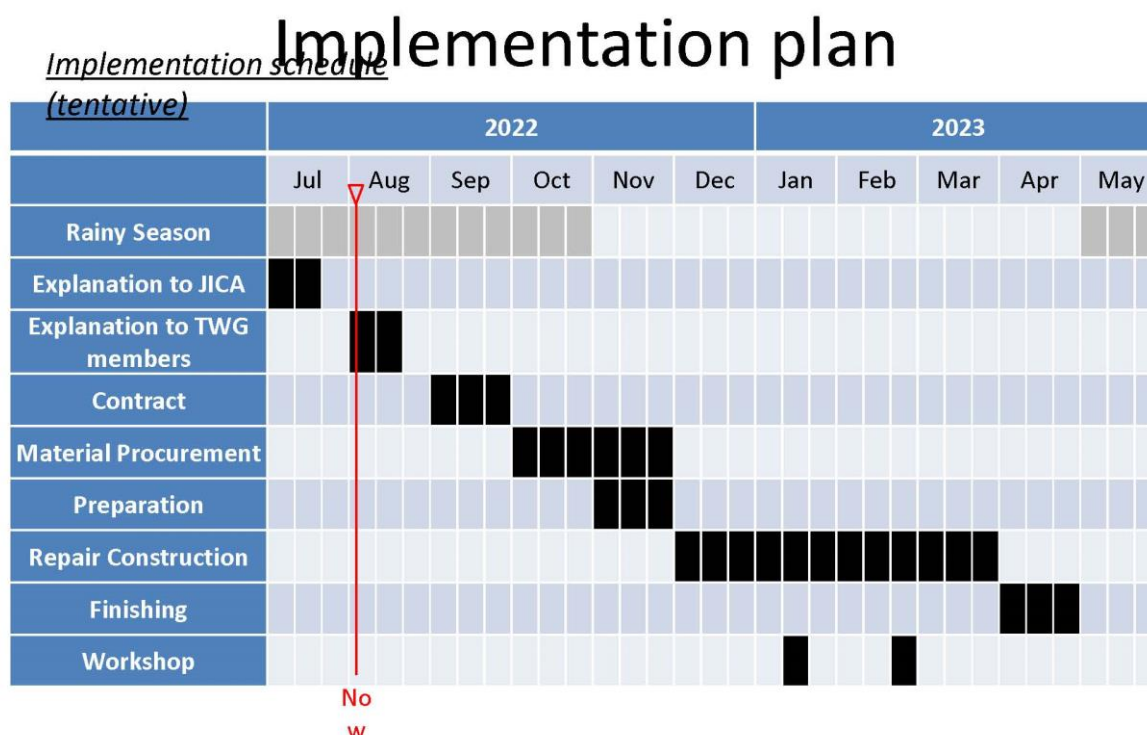 Implementation plan
Implementation schedule
(tentative)
2022 2023
Jul Aug Sep Oct Nov Dec Jan Feb Mar Apr May
Rainy Season
Explanation to JICA
Explanation to TWG
members
Contract
Material Procurement
Preparation
Repair Construction
Finishing
Workshop
No
w